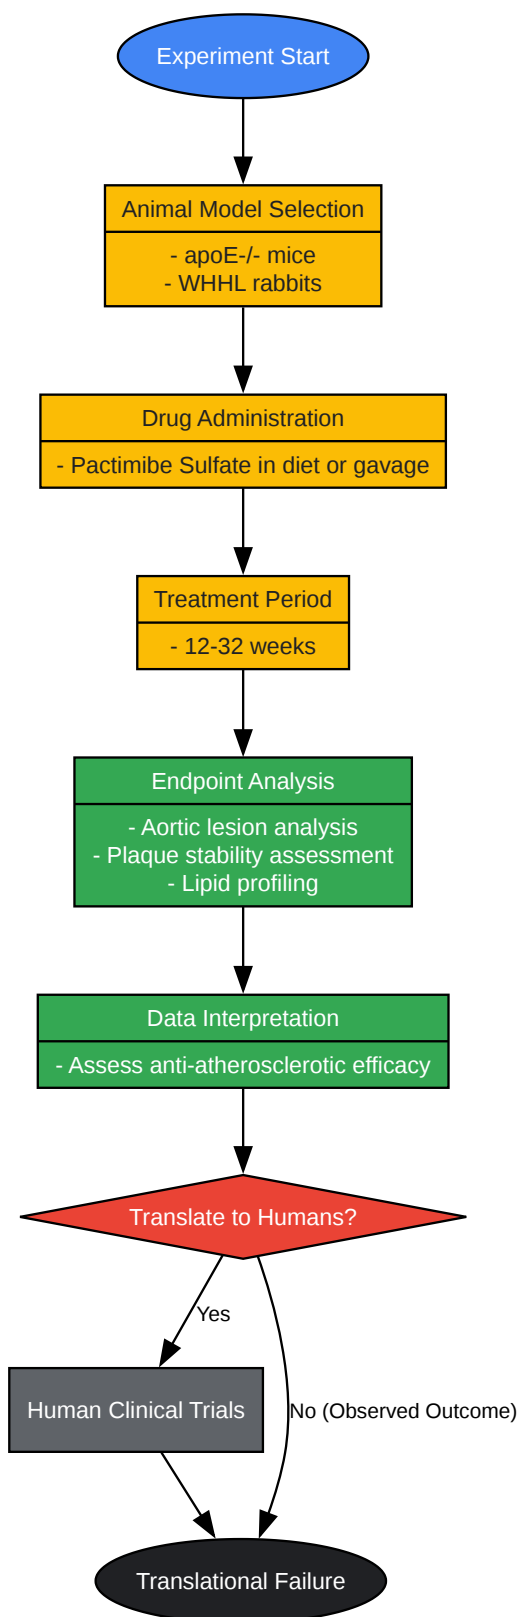 Experiment Start
Animal Model Selection
- apoE-/- mice
- WHHL rabbits
Drug Administration
- Pactimibe Sulfate in diet or gavage
Treatment Period
- 12-32 weeks
Endpoint Analysis
- Aortic lesion analysis
- Plaque stability assessment
- Lipid profiling
Data Interpretation
- Assess anti-atherosclerotic efficacy
Translate to Humans?
Yes
Human Clinical Trials
No (Observed Outcome)
Translational Failure